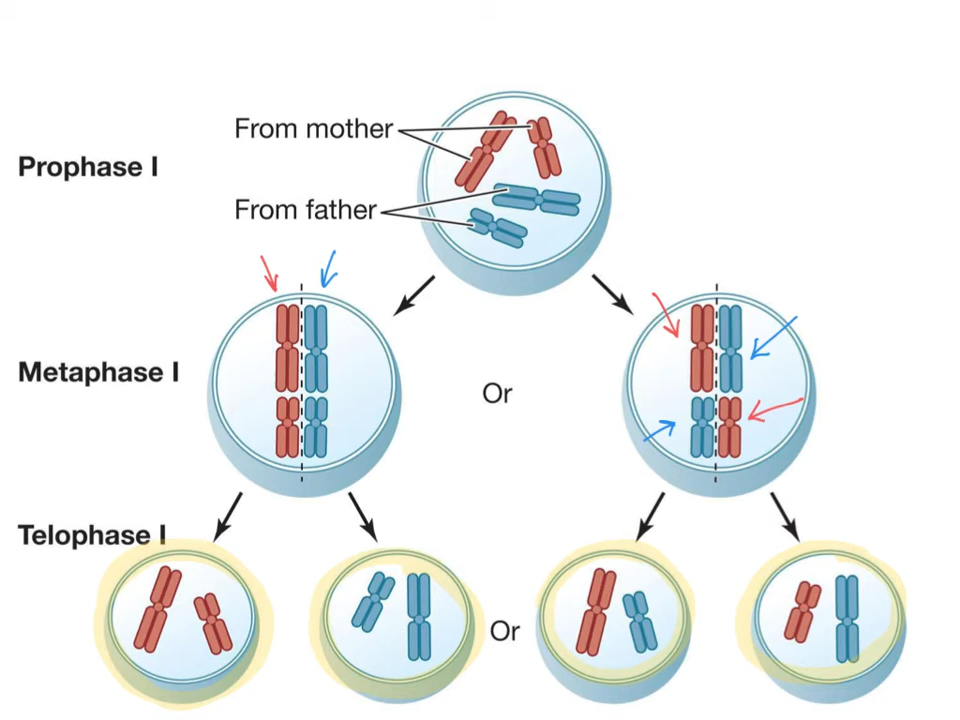 From mother
Prophase I
From father
Metaphase I
Or
Telophase I
Or